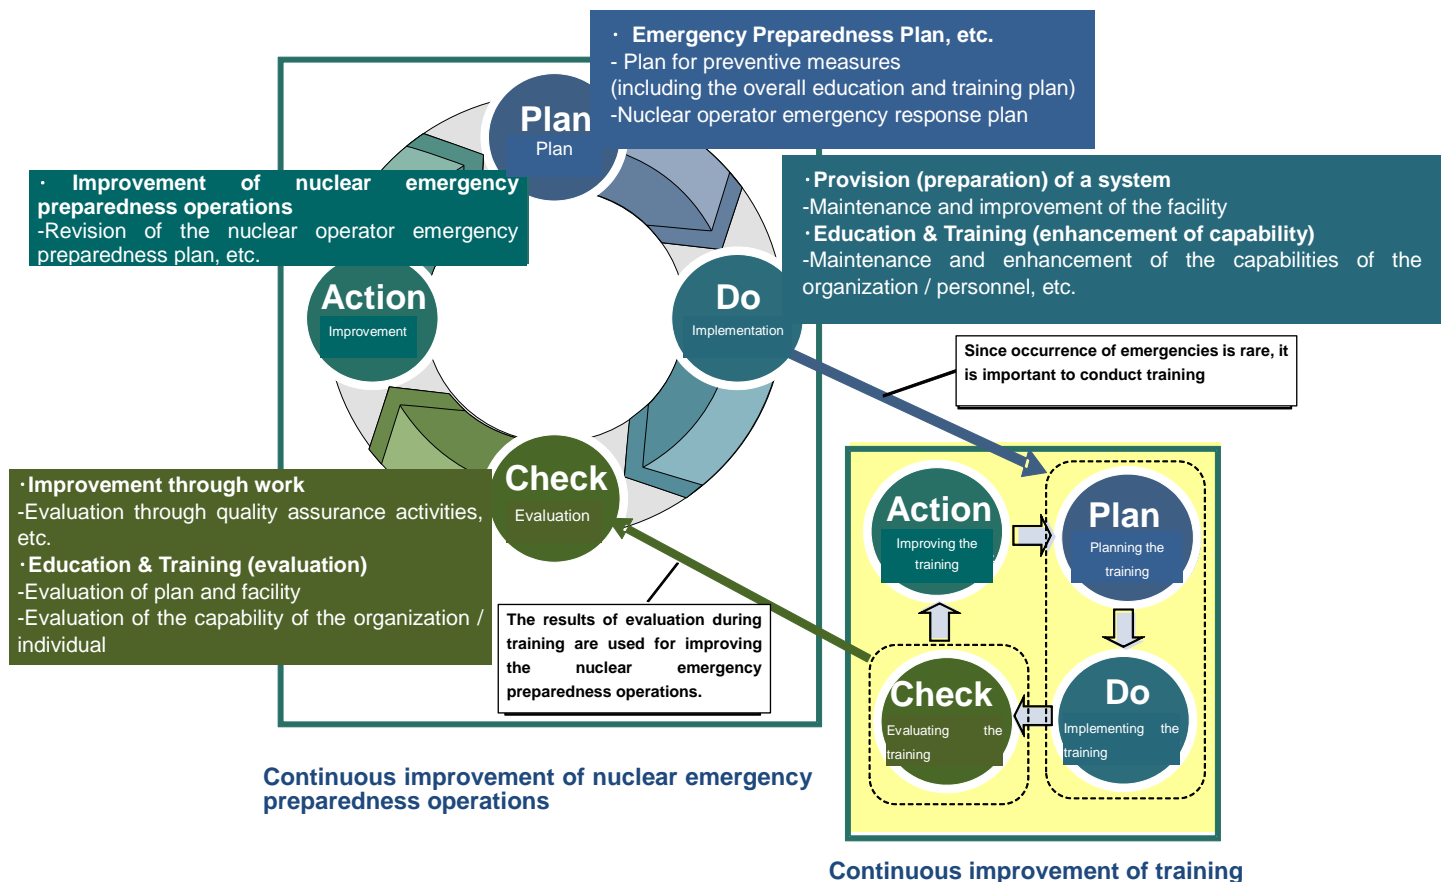 · Emergency Preparedness Plan, etc.
- Plan for preventive measures
(including the overall education and training plan)
-Nuclear operator emergency response plan
Plan
Plan
· Improvement of nuclear emergency
preparedness operations
-Revision of the nuclear operator emergency
preparedness plan, etc.
·Provision (preparation) of a system
-Maintenance and improvement of the facility
·Education & Training (enhancement of capability)
-Maintenance and enhancement of the capabilities of the
organization / personnel, etc.
Action
Improvement
Do
Implementation
Since occurrence of emergencies is rare, it
is important to conduct training
Check
Evaluation
·Improvement through work
-Evaluation through quality assurance activities,
etc.
·Education & Training (evaluation)
-Evaluation of plan and facility
-Evaluation of the capability of the organization /
individual
The results of evaluation during
training are used for improving
the nuclear emergency
preparedness operations.
Action
Improving the
training
Plan
Planning the
training
Check
Evaluating the
training
Do
Implementing the
training
Continuous improvement of nuclear emergency
preparedness operations
Continuous improvement of training